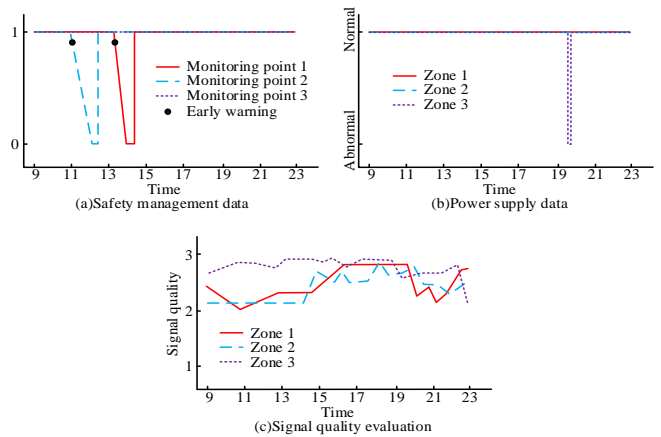 1
0
Monitoring point 1
Monitoring point 2
Monitoring point 3
Early warning
9 11 13 15 17 19 21 23
Time
(a)Safety management data
Normal
Abnormal
Zone 1
Zone 2
Zone 3
9 11 13 15 17 19 21 23
Time
(b)Power supply data
Signal quality
3
2
1
Zone 1
Zone 2
Zone 3
9 11 13 15 17 19 21 23
Time
(c)Signal quality evaluation